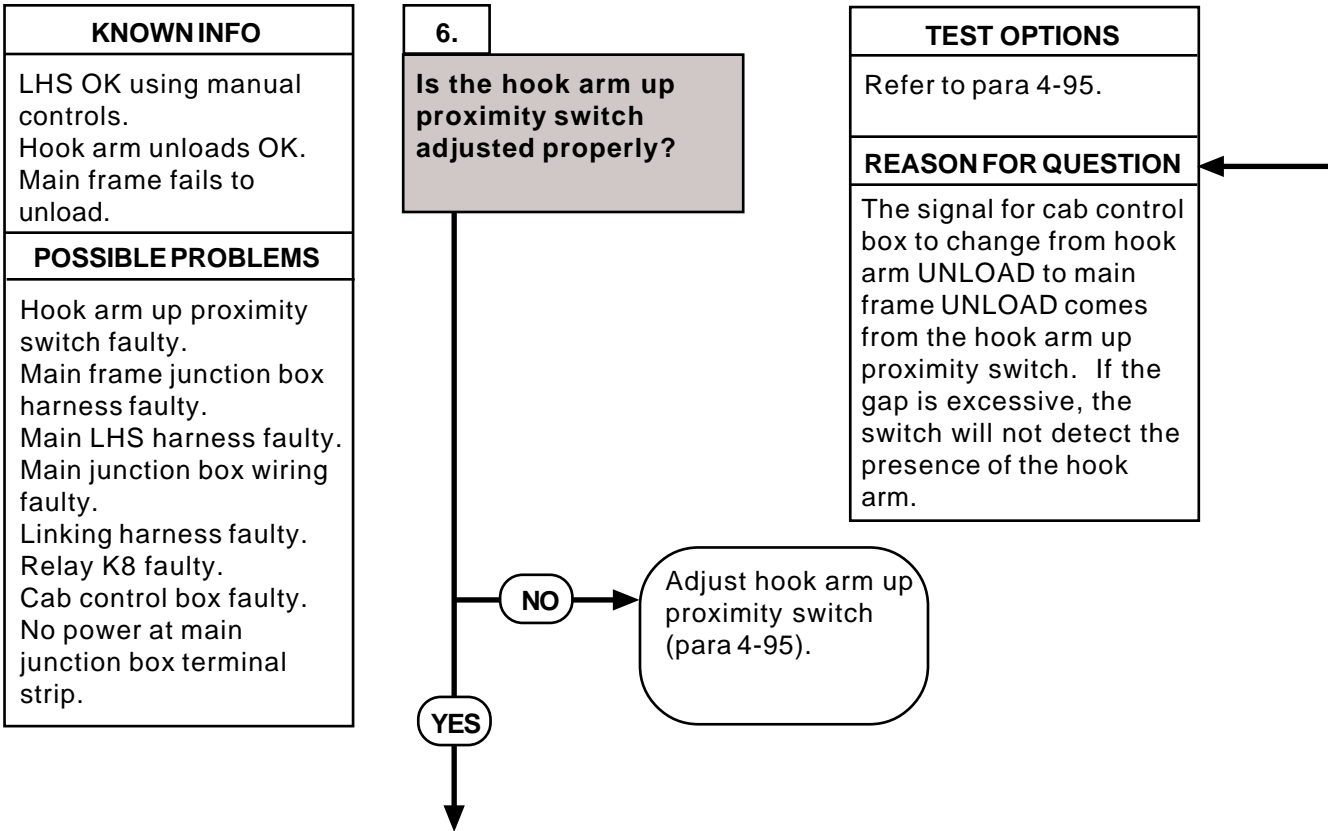 KNOWN INFO
LHS OK using manual
controls.
Hook arm unloads OK.
Main frame fails to
unload.
POSSIBLE PROBLEMS
Hook arm up proximity
switch faulty.
Main frame junction box
harness faulty.
Main LHS harness faulty.
Main junction box wiring
faulty.
Linking harness faulty.
Relay K8 faulty.
Cab control box faulty.
No power at main
junction box terminal
strip.
6.
Is the hook arm up
proximity switch
adjusted properly?
NO
Adjust hook arm up
proximity switch
(para 4-95).
YES
TEST OPTIONS
Refer to para 4-95.
REASON FOR QUESTION
The signal for cab control
box to change from hook
arm UNLOAD to main
frame UNLOAD comes
from the hook arm up
proximity switch. If the
gap is excessive, the
switch will not detect the
presence of the hook
arm.